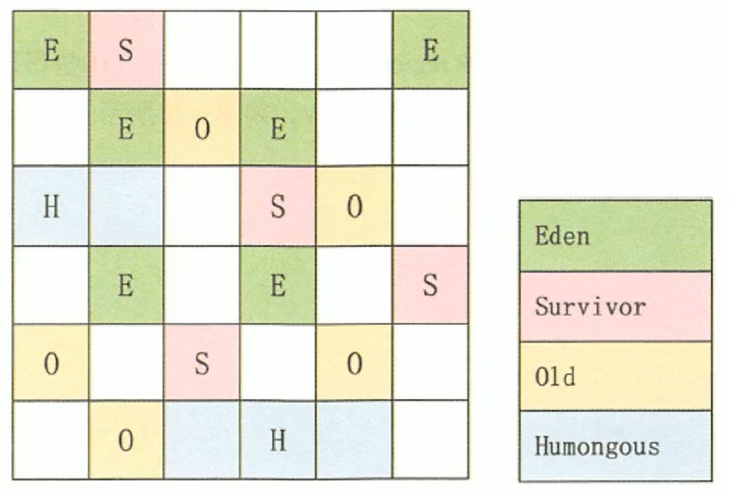 E S E
E O E
H S O
E E S
O S O
O H
Eden
Survivor
Old
Humongous